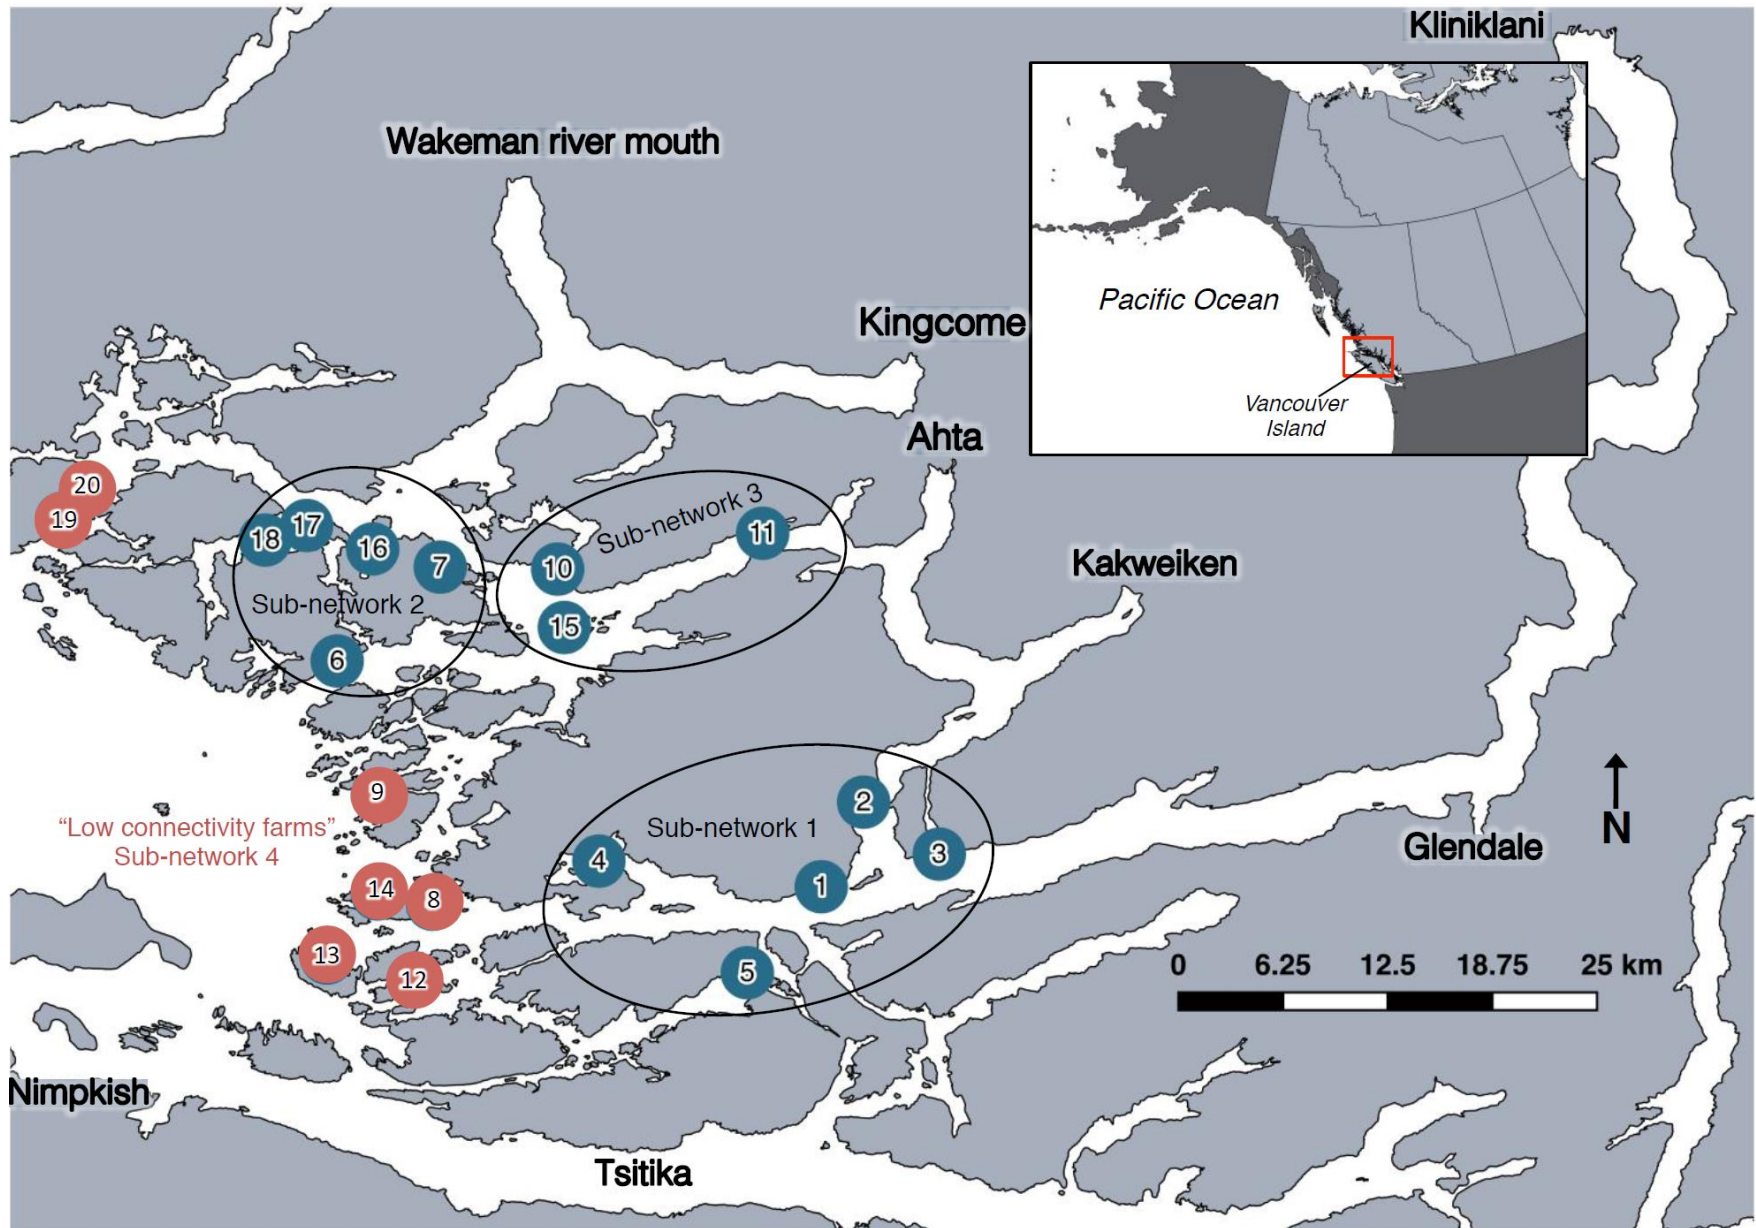 Kliniklani
Wakeman river mouth
Pacific Ocean
Kingcome
Vancouver
Island
Ahta
20
19
Sub-network 3
18
17
16
7
11
10
Kakweiken
Sub-network 2
15
6
9
2
"Low connectivity farms"
Sub-network 4
Sub-network 1
N
4
3
Glendale
14
8
1
13
12
5
0 6.25 12.5 18.75 25 km
Nimpkish
Tsitika